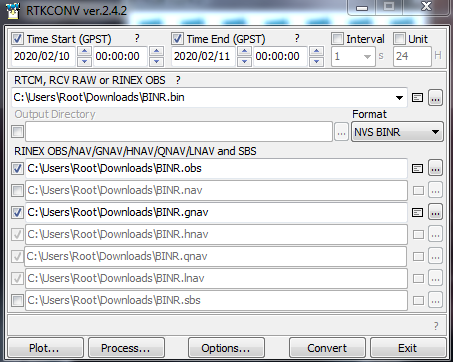 RTKCONV ver.2.4.2
Time Start (GPST) ? Time End (GPST) ? Interval Unit
2020/02/10 00:00:00 2020/02/11 00:00:00 1 s 24 H
RTCM, RCV RAW or RINEX OBS ?
C:\Users\Root\Downloads\BINR.bin ...
Output Directory Format
... NVS BINR
RINEX OBS/NAV/GNAV/HNAV/QNAV/LNAV and SBS
C:\Users\Root\Downloads\BINR.obs ...
C:\Users\Root\Downloads\BINR.nav ...
C:\Users\Root\Downloads\BINR.gnav ...
C:\Users\Root\Downloads\BINR.hnav ...
C:\Users\Root\Downloads\BINR.qnav ...
C:\Users\Root\Downloads\BINR.lnav ...
C:\Users\Root\Downloads\BINR.sbs ...
?
Plot... Process... Options... Convert Exit